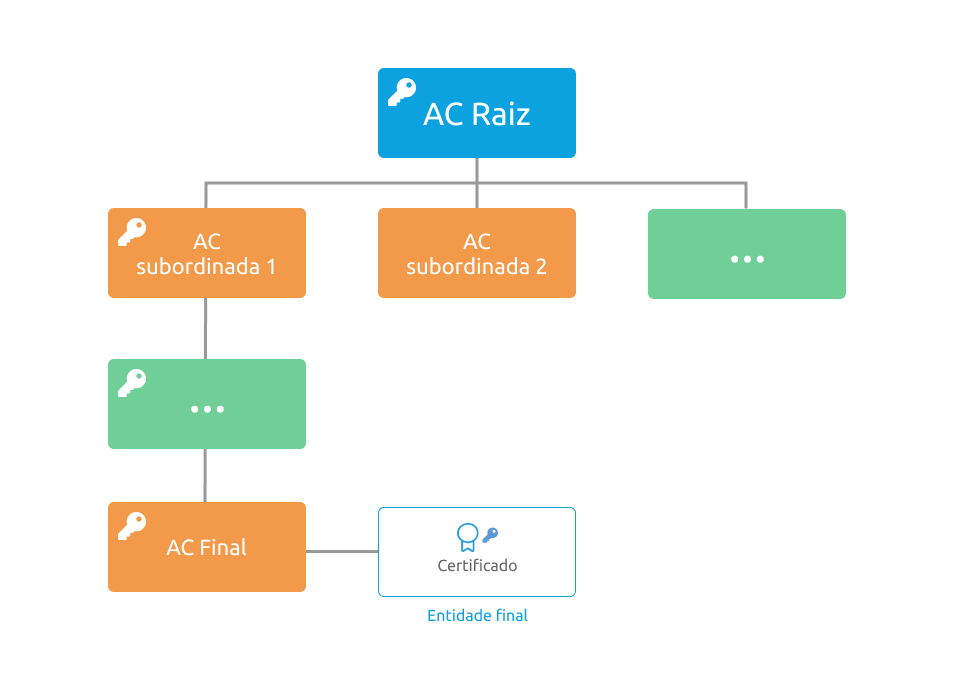 AC Raiz
AC
subordinada 1
AC
subordinada 2
...
...
AC Final
Certificado
Entidade final